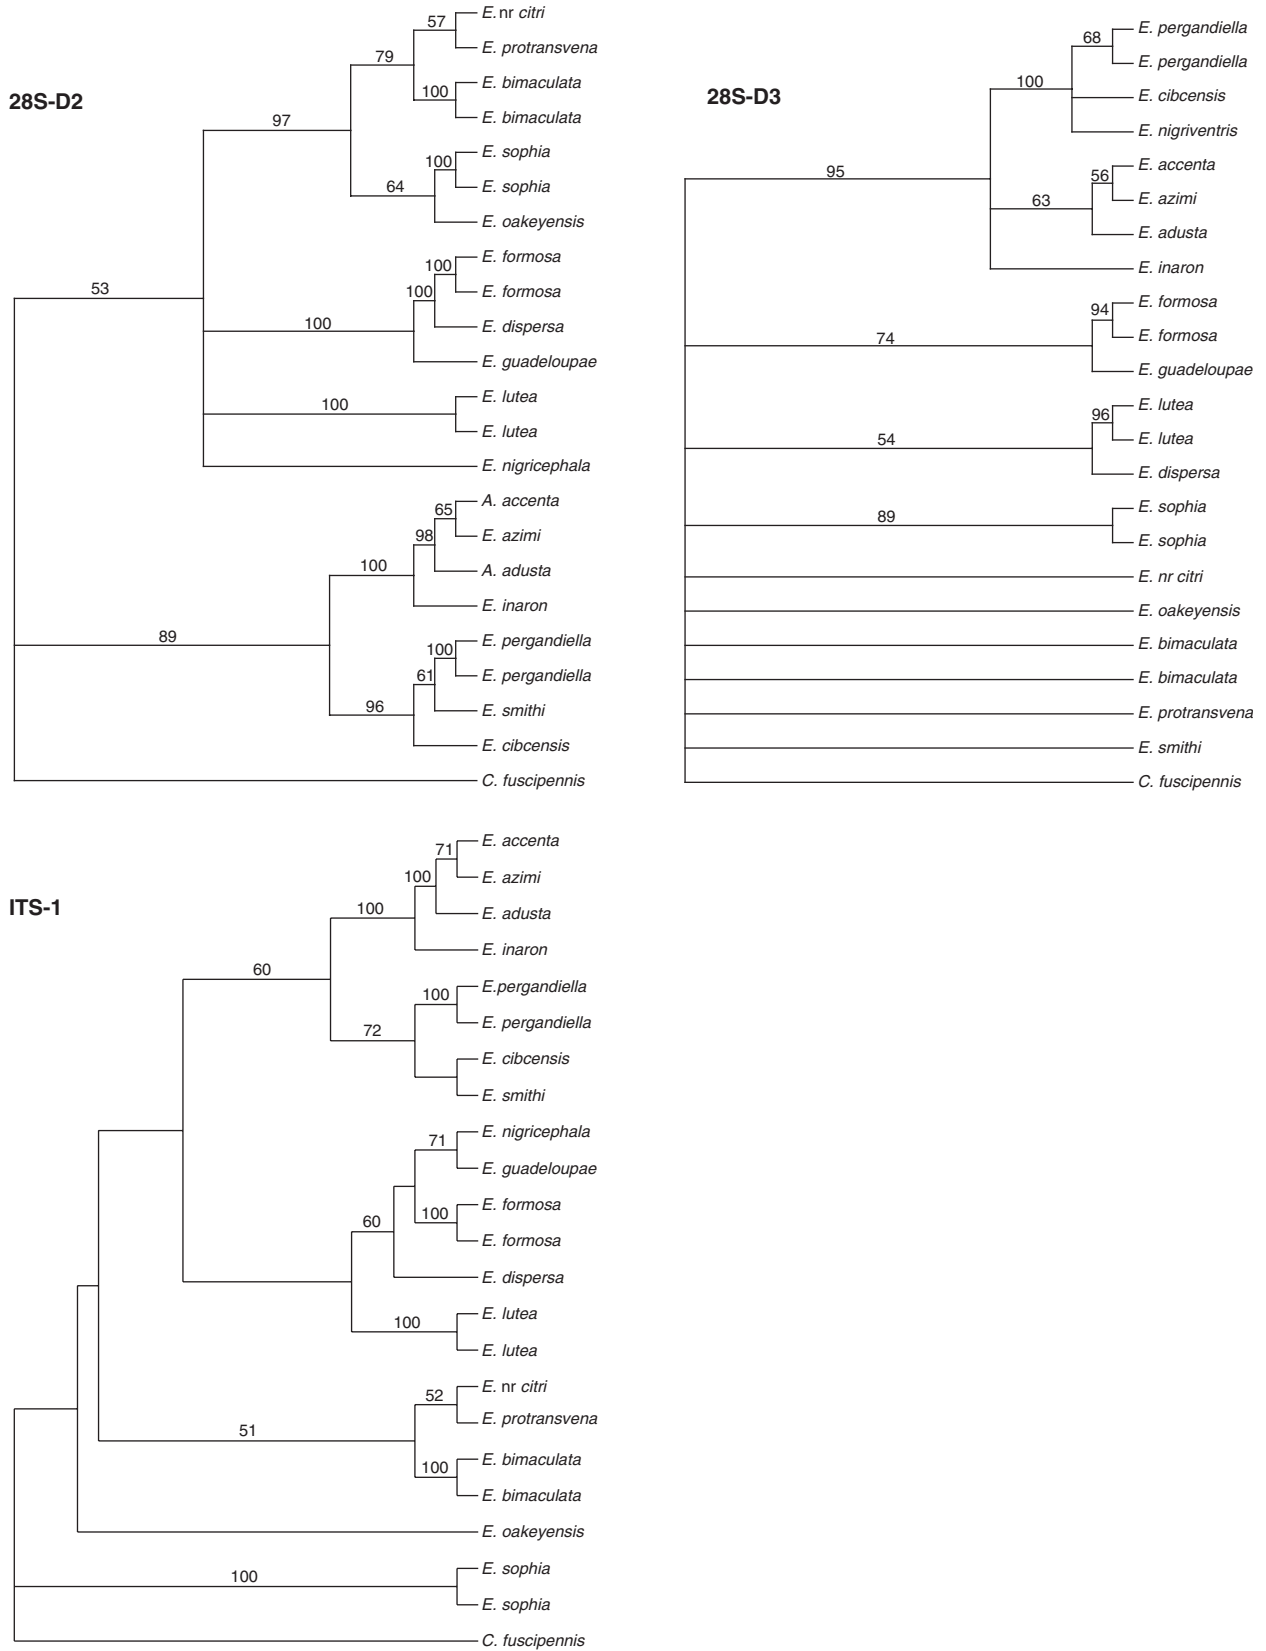 28S-D2
57
79
100
97
100
64
53
100
100
100
100
65
98
100
89
100
61
96
E. nr citri
E. protransvena
E. bimaculata
E. bimaculata
E. sophia
E. sophia
E. oakeyensis
E. formosa
E. formosa
E. dispersa
E. guadeloupae
E. lutea
E. lutea
E. nigricephala
A. accenta
E. azimi
A. adusta
E. inaron
E. pergandiella
E. pergandiella
E. smithi
E. cibcensis
C. fuscipennis
28S-D3
68
100
95
56
63
94
74
96
54
89
E. pergandiella
E. pergandiella
E. cibcensis
E. nigriventris
E. accenta
E. azimi
E. adusta
E. inaron
E. formosa
E. formosa
E. guadeloupae
E. lutea
E. lutea
E. dispersa
E. sophia
E. sophia
E. nr citri
E. oakeyensis
E. bimaculata
E. bimaculata
E. protransvena
E. smithi
C. fuscipennis
ITS-1
71
100
100
60
100
72
71
100
60
100
52
51
100
100
E. accenta
E. azimi
E. adusta
E. inaron
E.pergandiella
E. pergandiella
E. cibcensis
E. smithi
E. nigricephala
E. guadeloupae
E. formosa
E. formosa
E. dispersa
E. lutea
E. lutea
E. nr citri
E. protransvena
E. bimaculata
E. bimaculata
E. oakeyensis
E. sophia
E. sophia
C. fuscipennis